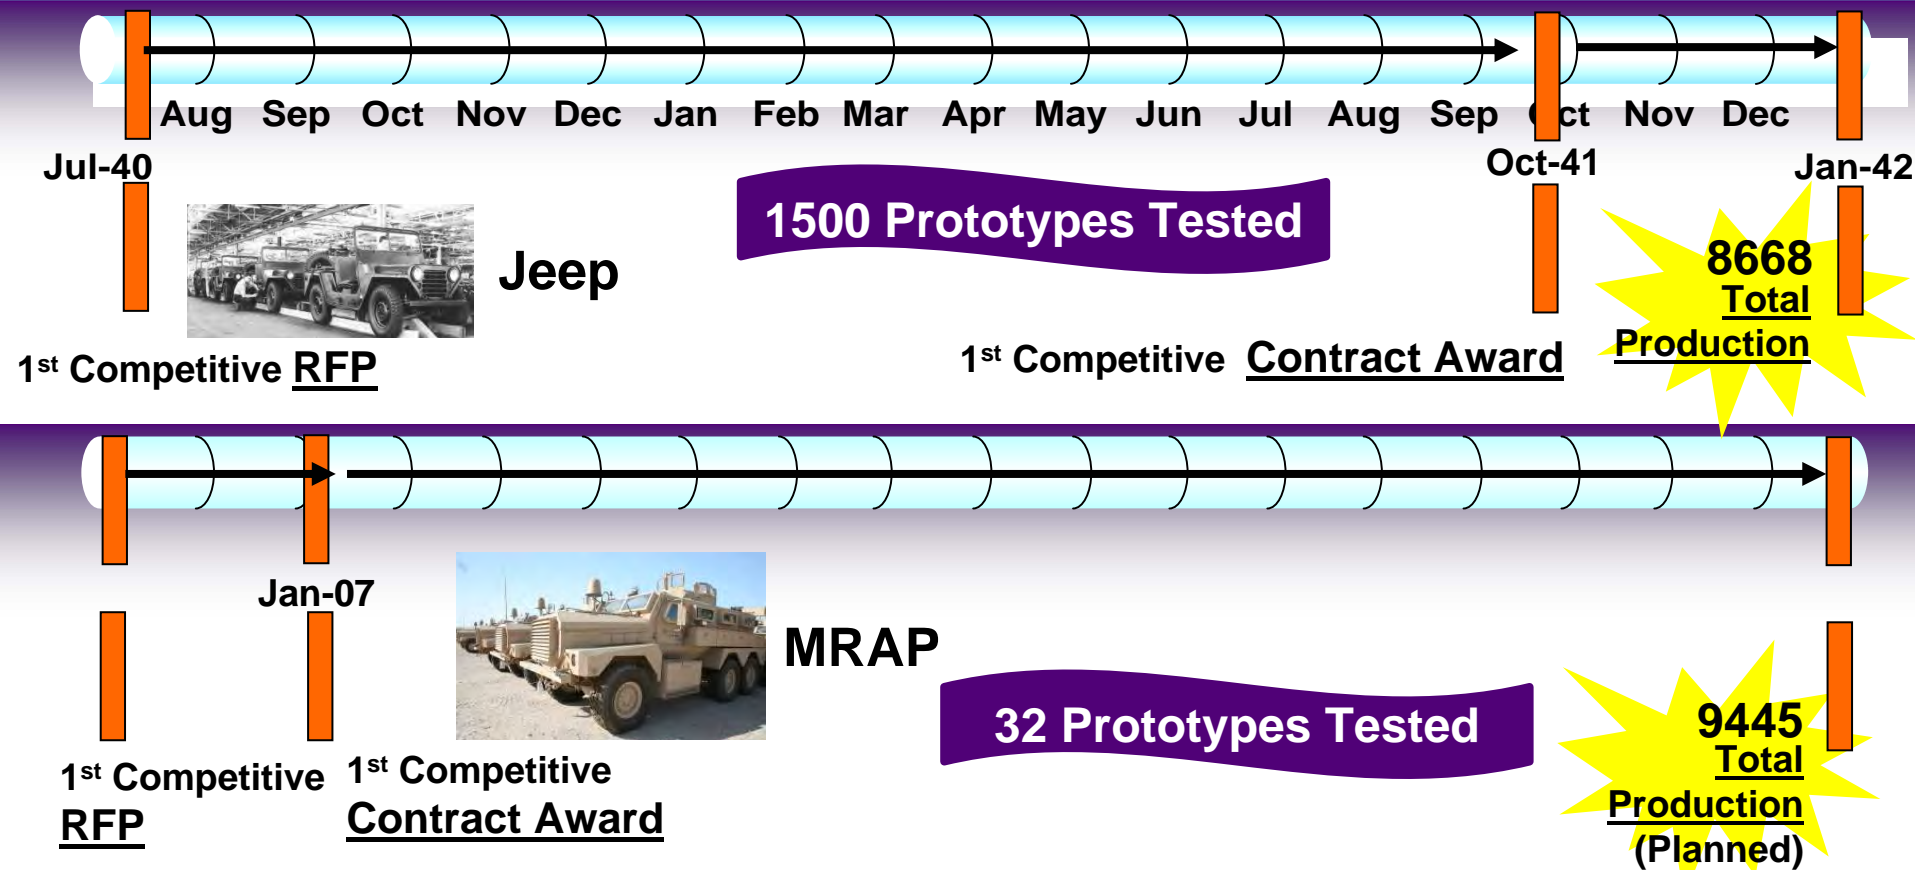 Aug Sep Oct Nov Dec Jan Feb Mar Apr May Jun Jul Aug Sep Oct Nov Dec
Jul-40
Oct-41
Jan-42
1500 Prototypes Tested
Jeep
8668
Total
Production
1st Competitive RFP
1st Competitive Contract Award
Jan-07
MRAP
32 Prototypes Tested
9445
Total
Production
(Planned)
1st Competitive
RFP
1st Competitive
Contract Award